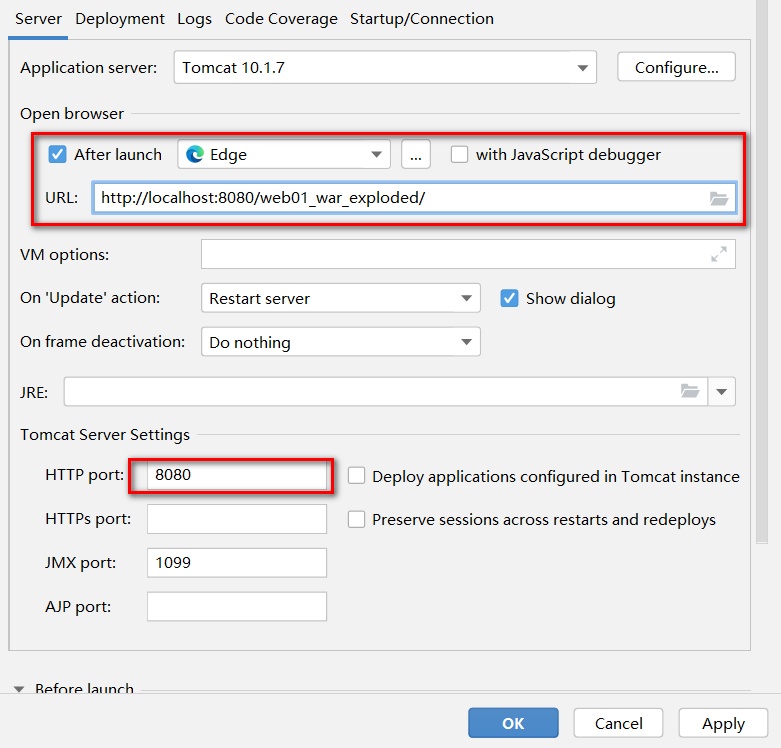 Server Deployment Logs Code Coverage Startup/Connection
Application server: Tomcat 10.1.7 Configure...
Open browser
After launch Edge ... with JavaScript debugger
URL: http://localhost:8080/web01_war_exploded/
VM options:
On 'Update' action: Restart server Show dialog
On frame deactivation: Do nothing
JRE:
Tomcat Server Settings
HTTP port: 8080 Deploy applications configured in Tomcat instance
HTTPs port: Preserve sessions across restarts and redeploys
JMX port: 1099
AJP port:
Before launch
OK Cancel Apply